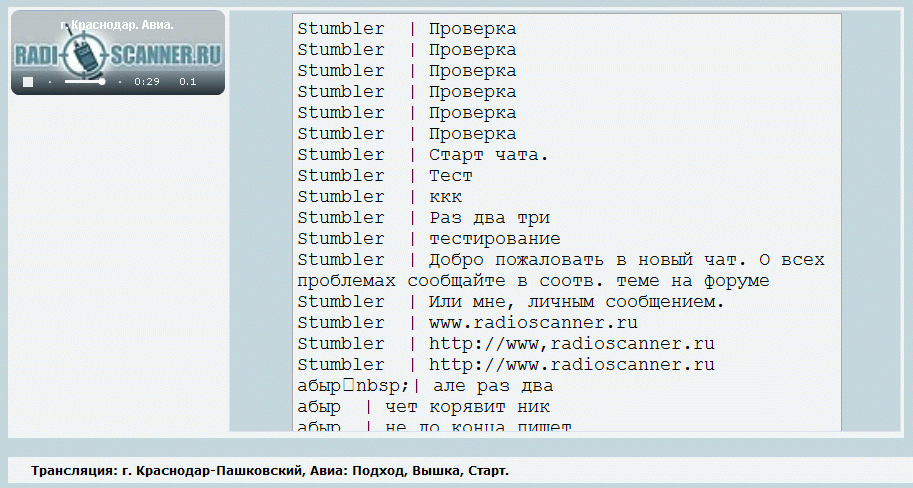 г. Краснодар. Авиа.
RADIOSCANNER.RU
0:29 0.1
Stumbler | Проверка
Stumbler | Проверка
Stumbler | Проверка
Stumbler | Проверка
Stumbler | Проверка
Stumbler | Проверка
Stumbler | Старт чата.
Stumbler | Тест
Stumbler | ккк
Stumbler | Раз два три
Stumbler | тестирование
Stumbler | Добро пожаловать в новый чат. О всех
проблемах сообщайте в соотв. теме на форуме
Stumbler | Или мне, личным сообщением.
Stumbler | www.radioscanner.ru
Stumbler | http://www,radioscanner.ru
Stumbler | http://www.radioscanner.ru
абыр□nbsp;| але раз два
абыр | чет корявит ник
абыр | не до конца пишет
Трансляция: г. Краснодар-Пашковский, Авиа: Подход, Вышка, Старт.